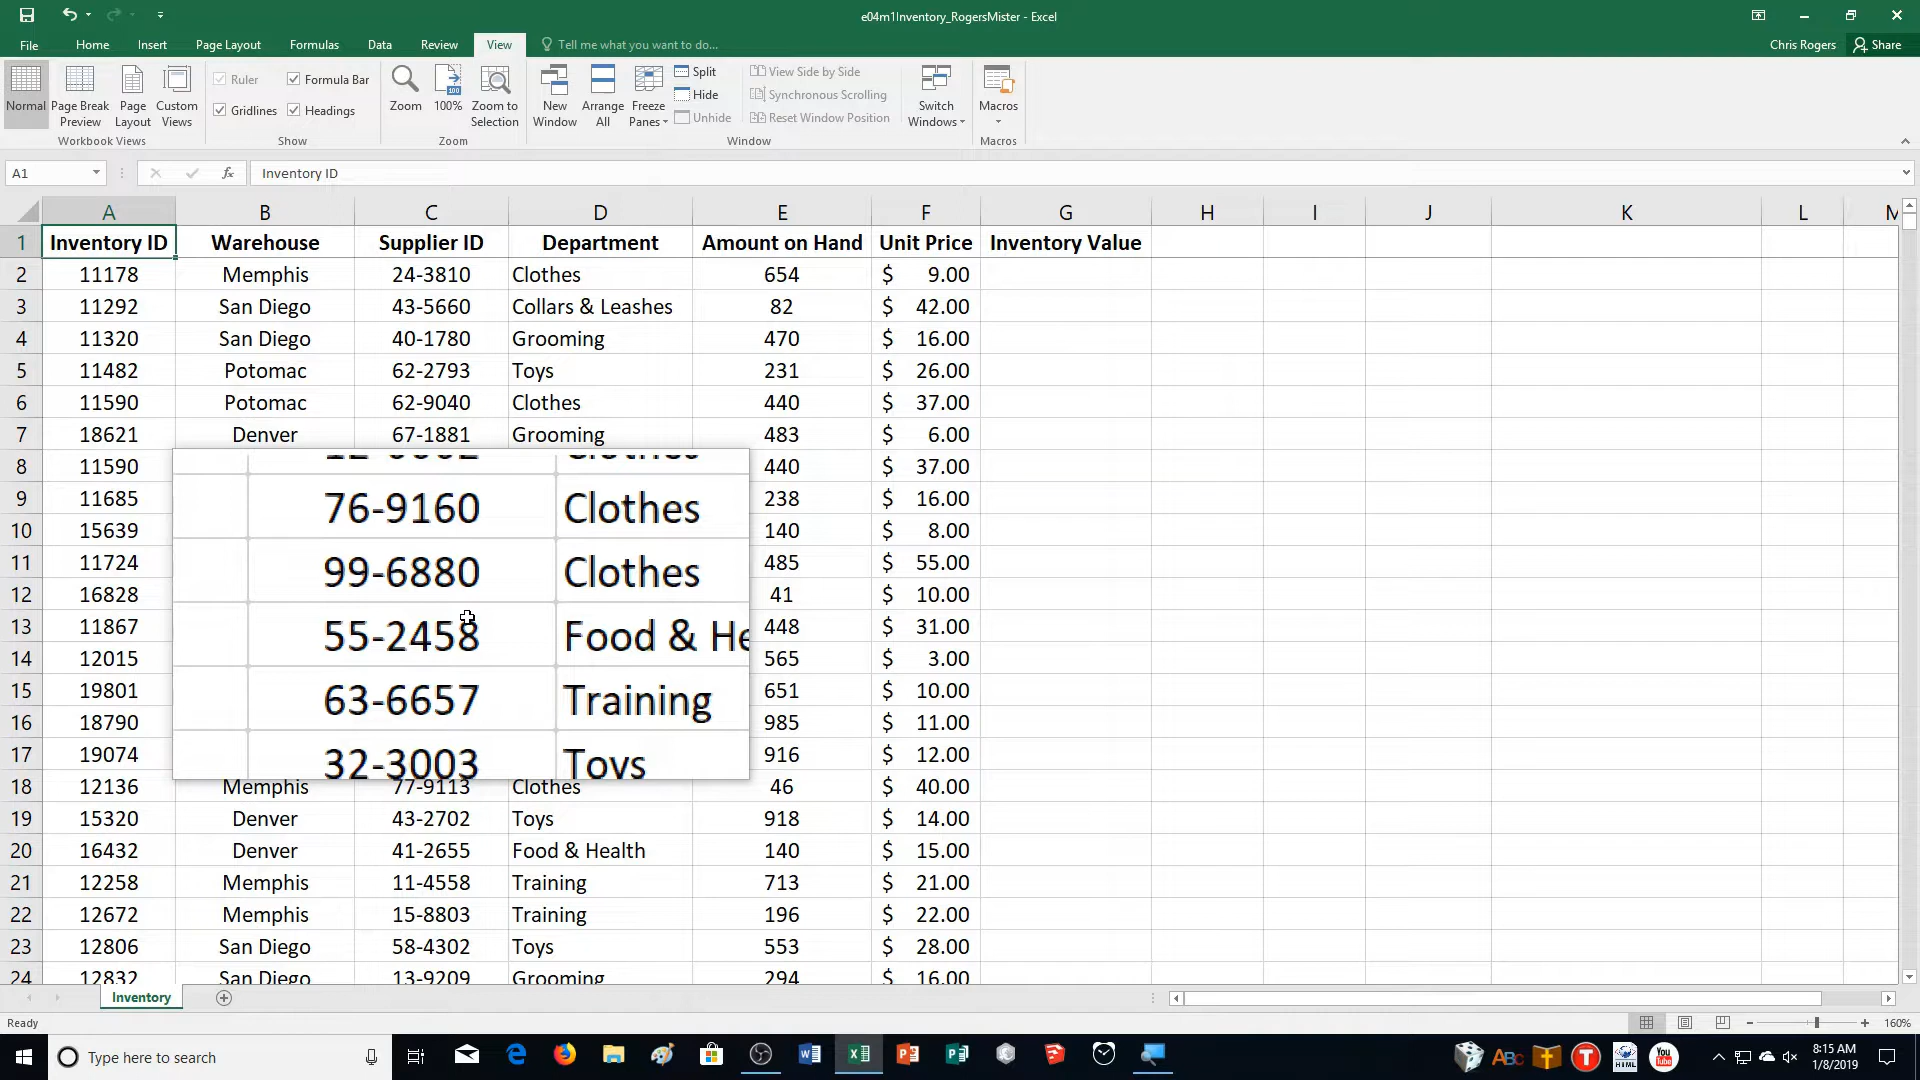 e04m1Inventory_RogersMister - Excel
File Home Insert Page Layout Formulas Data Review View Tell me what you want to do... Chris Rogers Share
Normal Page Break Preview Page Layout Custom Views
Workbook Views
Ruler Formula Bar
Gridlines Headings
Show
Zoom 100% Zoom to Selection
Zoom
New Window Arrange All Freeze Panes
Split
Hide
Unhide
View Side by Side
Synchronous Scrolling
Reset Window Position
Window
Switch Windows
Macros
Macros
A1 fx Inventory ID
A B C D E F G H I J K L M
1 Inventory ID Warehouse Supplier ID Department Amount on Hand Unit Price Inventory Value
2 11178 Memphis 24-3810 Clothes 654 $ 9.00
3 11292 San Diego 43-5660 Collars & Leashes 82 $ 42.00
4 11320 San Diego 40-1780 Grooming 470 $ 16.00
5 11482 Potomac 62-2793 Toys 231 $ 26.00
6 11590 Potomac 62-9040 Clothes 440 $ 37.00
7 18621 Denver 67-1881 Grooming 483 $ 6.00
8 11590 440 $ 37.00
9 11685 76-9160 Clothes 238 $ 16.00
10 15639 140 $ 8.00
11 11724 99-6880 Clothes 485 $ 55.00
12 16828 41 $ 10.00
13 11867 55-2458 Food & He 448 $ 31.00
14 12015 565 $ 3.00
15 19801 63-6657 Training 651 $ 10.00
16 18790 985 $ 11.00
17 19074 32-3003 Toys 916 $ 12.00
18 12136 Memphis 77-9113 Clothes 46 $ 40.00
19 15320 Denver 43-2702 Toys 918 $ 14.00
20 16432 Denver 41-2655 Food & Health 140 $ 15.00
21 12258 Memphis 11-4558 Training 713 $ 21.00
22 12672 Memphis 15-8803 Training 196 $ 22.00
23 12806 San Diego 58-4302 Toys 553 $ 28.00
24 12832 San Diego 13-9209 Grooming 294 $ 16.00
Inventory
Ready 160%
Type here to search
8:15 AM
1/8/2019